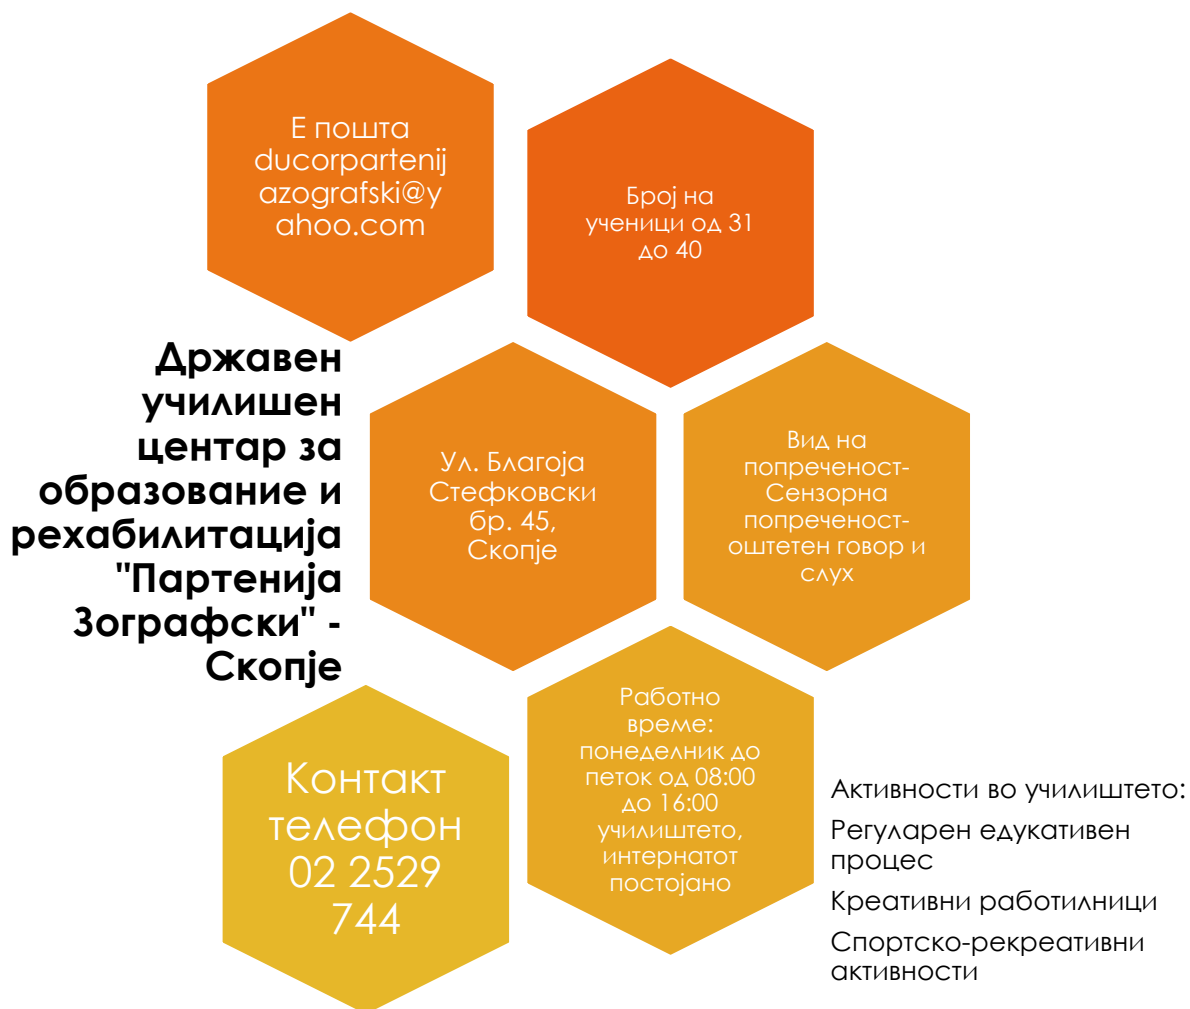 Е пошта
ducorpartenij
azografski@y
ahoo.com
Број на
ученици од 31
до 40
Државен
училишен
центар за
образование и
рехабилитација
"Партенија
Зографски" -
Скопје
Ул. Благоја
Стефковски
бр. 45,
Скопје
Вид на
попреченост-
Сензорна
попреченост-
оштетен говор и
слух
Контакт
телефон
02 2529
744
Работно
време:
понеделник до
петок од 08:00
до 16:00
училиштето,
интернатот
постојано
Активности во училиштето:
Регуларен едукативен
процес
Креативни работилници
Спортско-рекреативни
активности